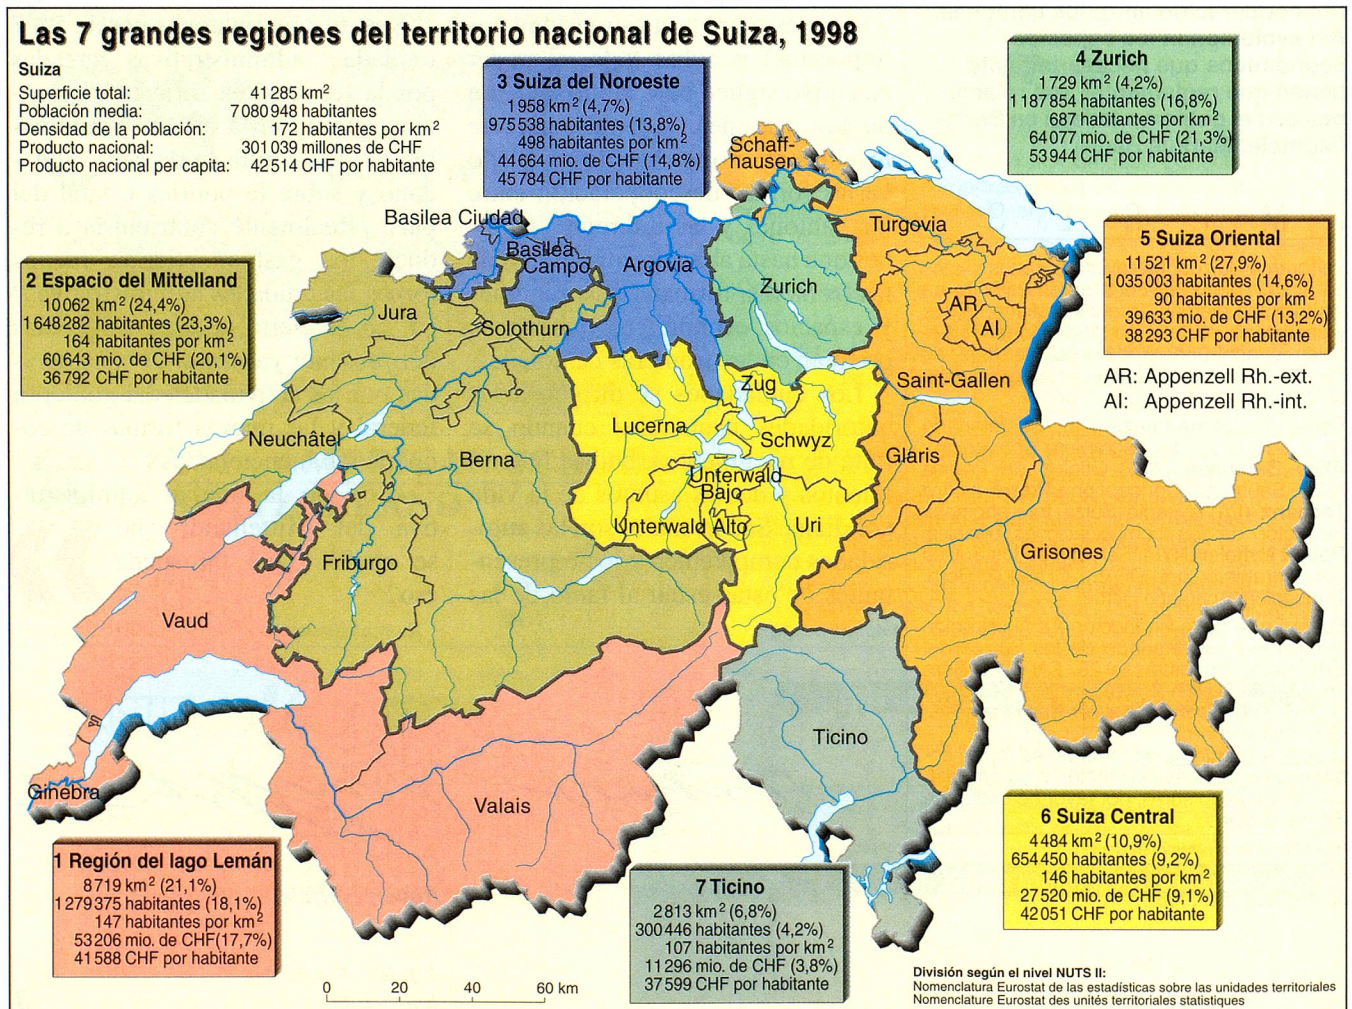 Las 7 grandes regiones del territorio nacional de Suiza, 1998
Suiza
Superficie total: 41 285 km²
Población media: 7 080 948 habitantes
Densidad de la población: 172 habitantes por km²
Producto nacional: 301 039 millones de CHF
Producto nacional per capita: 42 514 CHF por habitante
3 Suiza del Noroeste
1 958 km² (4,7%)
975 538 habitantes (13,8%)
498 habitantes por km²
44 664 mio. de CHF (14,8%)
45 784 CHF por habitante
4 Zurich
1 729 km² (4,2%)
1 187 854 habitantes (16,8%)
687 habitantes por km²
64 077 mio. de CHF (21,3%)
53 944 CHF por habitante
2 Espacio del Mittelland
10 062 km² (24,4%)
1 648 282 habitantes (23,3%)
164 habitantes por km²
60 643 mio. de CHF (20,1%)
36 792 CHF por habitante
5 Suiza Oriental
11 521 km² (27,9%)
1 035 003 habitantes (14,6%)
90 habitantes por km²
39 633 mio. de CHF (13,2%)
38 293 CHF por habitante
AR: Appenzell Rh.-ext.
AI: Appenzell Rh.-int.
Schaff-
hausen
Basilea Ciudad
Basilea
Campo
Argovia
Zurich
Turgovia
AR
AI
Jura
Solothurn
Saint-Gallen
Zug
Lucerna
Schwyz
Glaris
Neuchâtel
Berna
Unterwald
Bajo
Unterwald Alto
Uri
Grisones
Friburgo
Vaud
Ticino
Ginebra
Valais
1 Región del lago Lemán
8 719 km² (21,1%)
1 279 375 habitantes (18,1%)
147 habitantes por km²
53 206 mio. de CHF (17,7%)
41 588 CHF por habitante
7 Ticino
2 813 km² (6,8%)
300 446 habitantes (4,2%)
107 habitantes por km²
11 296 mio. de CHF (3,8%)
37 599 CHF por habitante
6 Suiza Central
4 484 km² (10,9%)
654 450 habitantes (9,2%)
146 habitantes por km²
27 520 mio. de CHF (9,1%)
42 051 CHF por habitante
0 20 40 60 km
División según el nivel NUTS II:
Nomenclatura Eurostat de las estadísticas sobre las unidades territoriales
Nomenclature Eurostat des unités territoriales statistiques